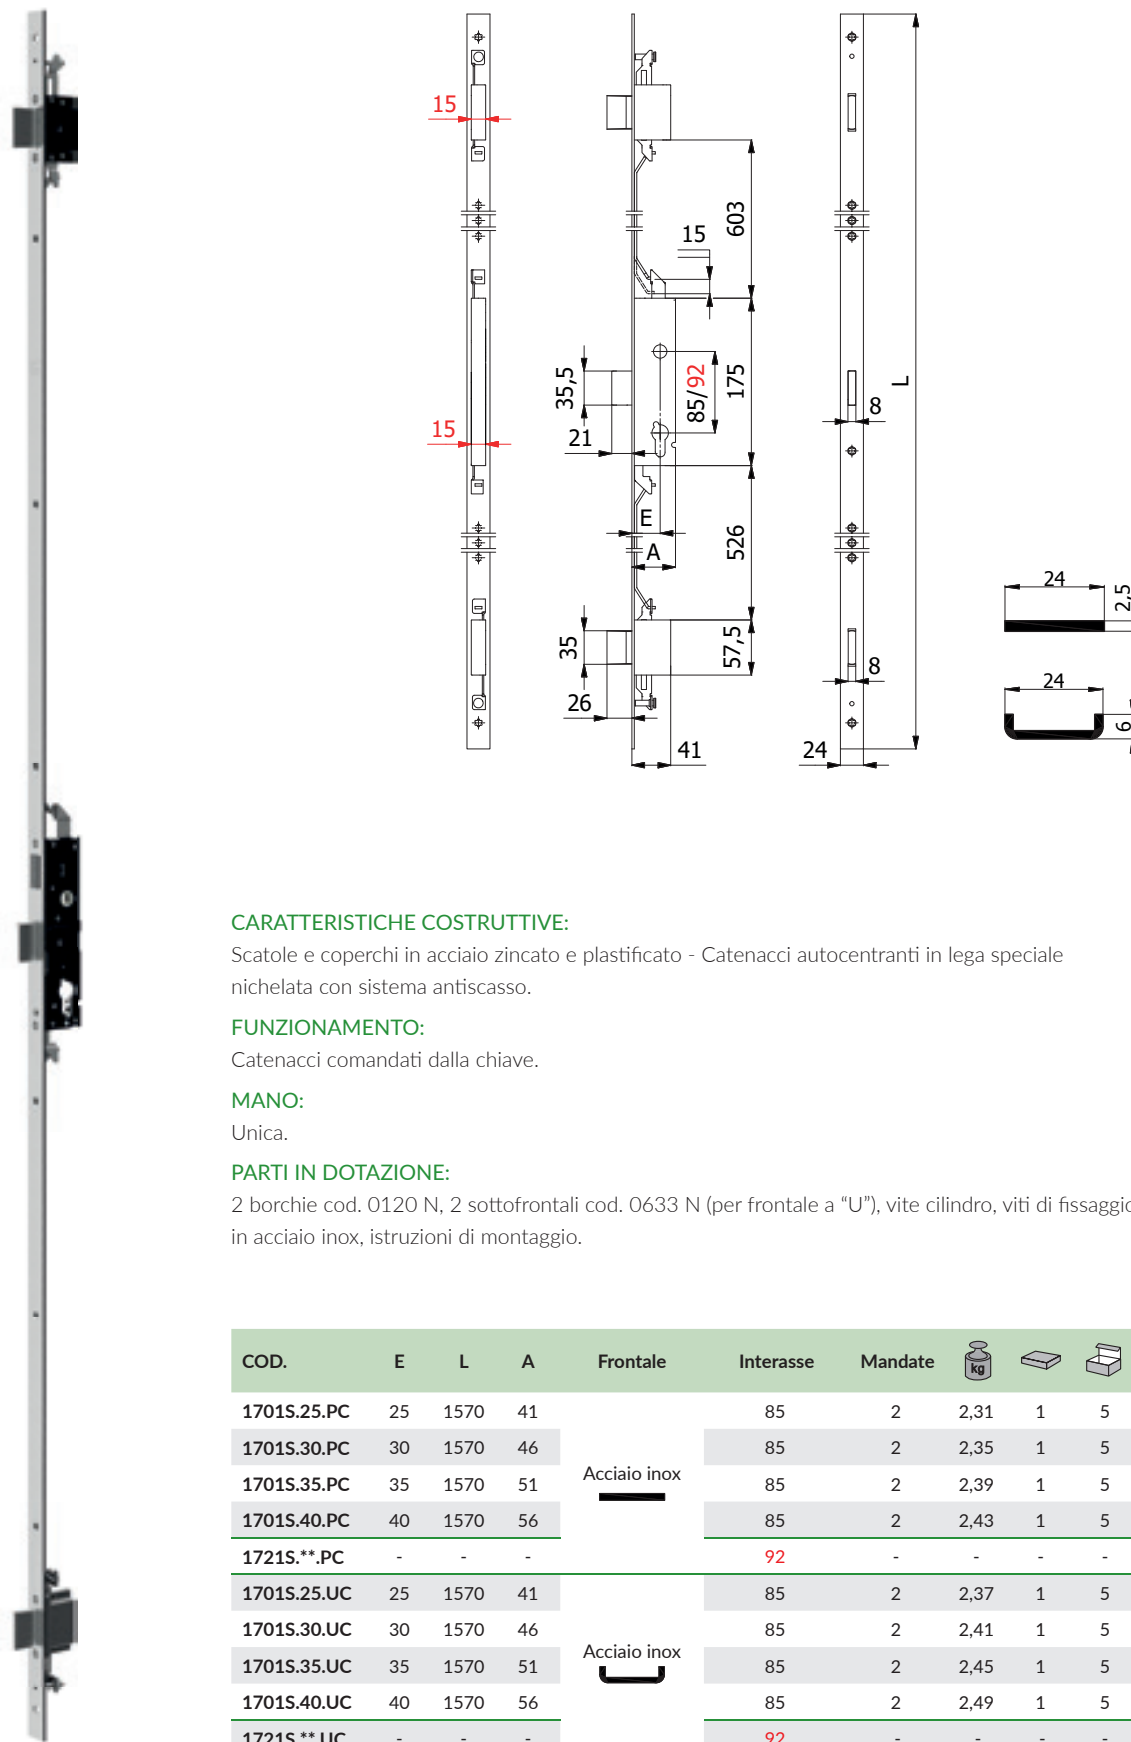 15
15
603
15
35,5
85/92
175
21
15
E
A
526
35
57,5
26
41
L
8
8
24
24
2,5
24
6
CARATTERISTICHE COSTRUTTIVE:
Scatole e coperchi in acciaio zincato e plastificato - Catenacci autocentranti in lega speciale
nichelata con sistema antiscasso.
FUNZIONAMENTO:
Catenacci comandati dalla chiave.
MANO:
Unica.
PARTI IN DOTAZIONE:
2 borchie cod. 0120 N, 2 sottofrontali cod. 0633 N (per frontale a “U”), vite cilindro, viti di fissaggio
in acciaio inox, istruzioni di montaggio.
COD. E L A Frontale Interasse Mandate kg
1701S.25.PC 25 1570 41 85 2 2,31 1 5
1701S.30.PC 30 1570 46 85 2 2,35 1 5
Acciaio inox
1701S.35.PC 35 1570 51 85 2 2,39 1 5
1701S.40.PC 40 1570 56 85 2 2,43 1 5
1721S.**.PC - - - 92 - - - -
1701S.25.UC 25 1570 41 85 2 2,37 1 5
1701S.30.UC 30 1570 46 85 2 2,41 1 5
Acciaio inox
1701S.35.UC 35 1570 51 85 2 2,45 1 5
1701S.40.UC 40 1570 56 85 2 2,49 1 5
1721S.**.UC - - - 92 - - - -